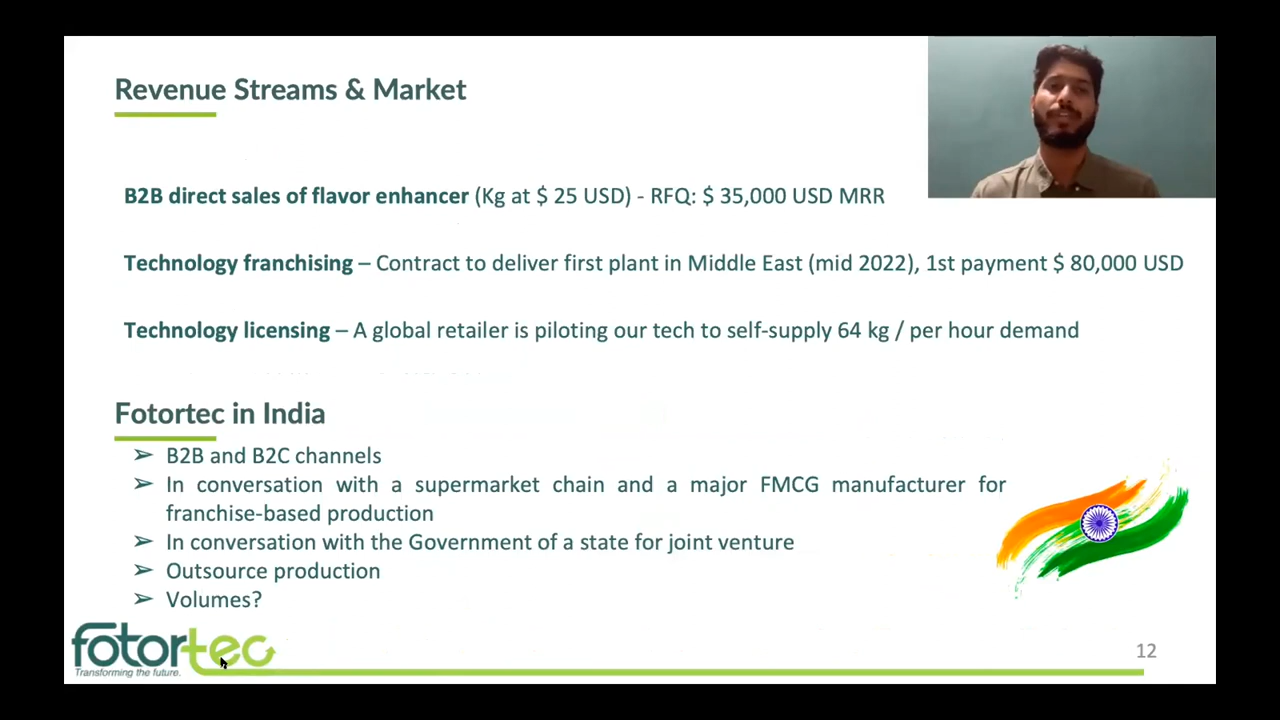 Revenue Streams & Market
B2B direct sales of flavor enhancer (Kg at $ 25 USD) - RFQ: $ 35,000 USD MRR
Technology franchising – Contract to deliver first plant in Middle East (mid 2022), 1st payment $ 80,000 USD
Technology licensing – A global retailer is piloting our tech to self-supply 64 kg / per hour demand
Fotortec in India
➢ B2B and B2C channels
➢ In conversation with a supermarket chain and a major FMCG manufacturer for
franchise-based production
➢ In conversation with the Government of a state for joint venture
➢ Outsource production
➢ Volumes?
fotortec
Transforming the future.
12